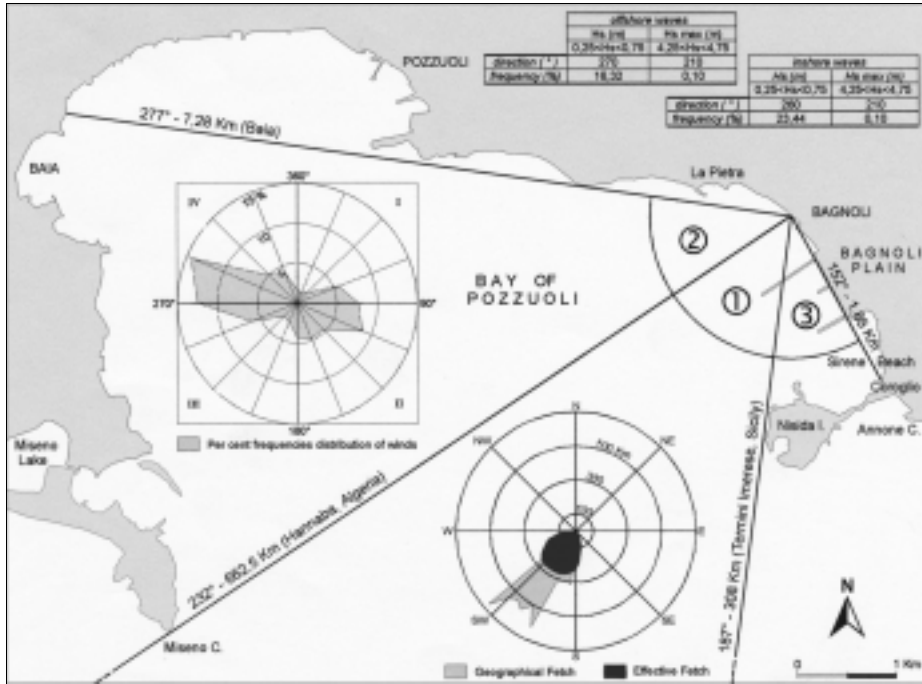 offshore waves
Hs (m) Hs max (m)
0,25<Hs<0,75 4,25<Hs<4,75
direction (°) 270 210
frequency (%) 18,32 0,10
inshore waves
Hs (m) Hs max (m)
0,25<Hs<0,75 4,25<Hs<4,75
direction (°) 260 210
frequency (%) 23,44 0,10
POZZUOLI
277° - 7.28 Km (Baia)
BAIA
La Pietra
BAGNOLI
BAGNOLI
PLAIN
360°
IV I
15 %
10
5
270° 90°
III II
180°
Per cent frequencies distribution of winds
BAY OF
POZZUOLI
②
①
③
152° - 1.88 Km
Sirene Beach
Coroglio
Nisida I.
Annone C.
Miseno
Lake
Miseno C.
232° - 662.5 Km (Hannaba, Algeria)
187° - 308 Km (Termini Imerese, Sicily)
N
NW NE
W E
SW SE
S
Geographical Fetch Effective Fetch
N
0 1 Km